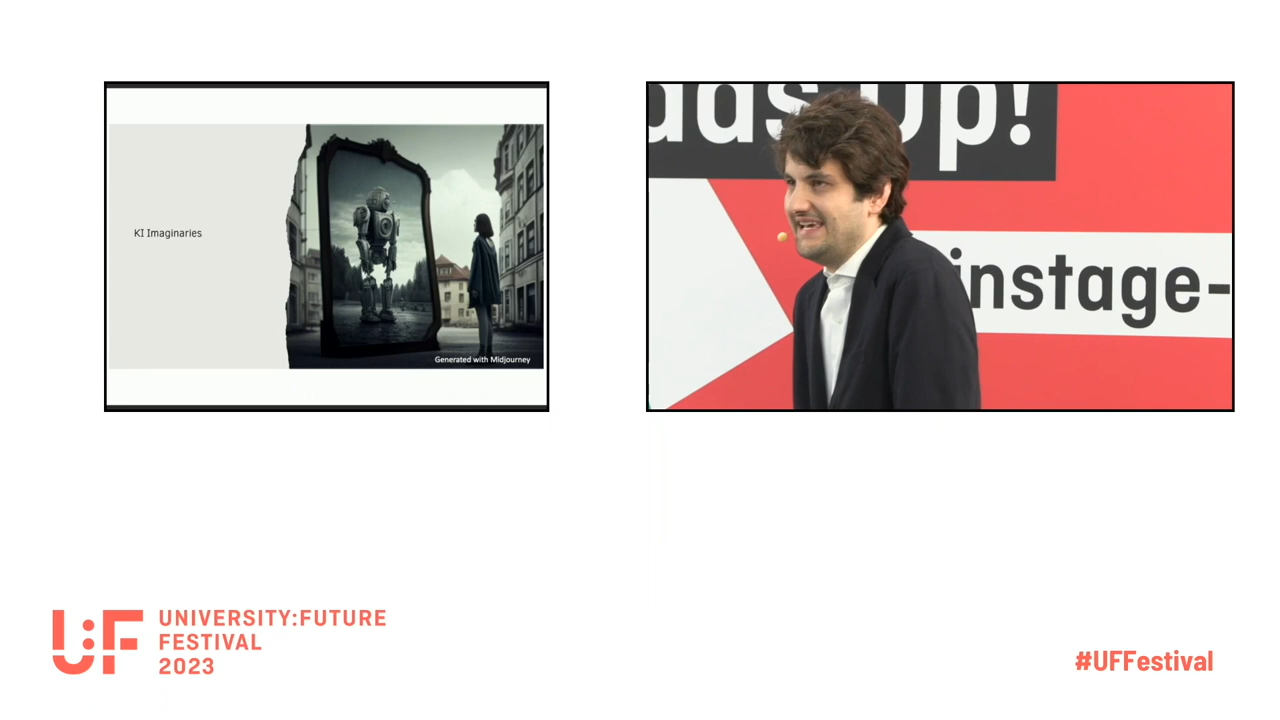 KI Imaginaries
Generated with Midjourney
ads Up!
instage-
U:F
UNIVERSITY:FUTURE
FESTIVAL
2023
#UFFestival